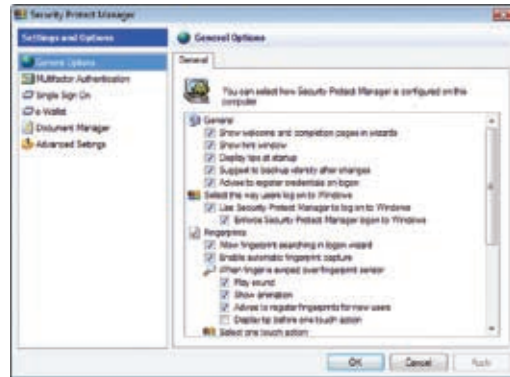 Security Protect Manager
Settings and Options
General Options
Multifactor Authentication
Single Sign On
e-Wallet
Document Manager
Advanced Settings
General Options
General
You can select how Security Protect Manager is configured on this
computer
General
Show welcome and completion pages in wizards
Show hint window
Display tips at startup
Suggest to backup identity after changes
Advise to register credentials on logon
Select the way users log on to Windows
Use Security Protect Manager to log on to Windows
Enforce Security Protect Manager logon to Windows
Fingerprints
Allow fingerprint searching in logon wizard
Enable automatic fingerprint capture
When finger is swiped over fingerprint sensor
Play sound
Show animation
Advise to register fingerprints for new users
Display tip before one touch action
Select one touch action
OK
Cancel
Apply